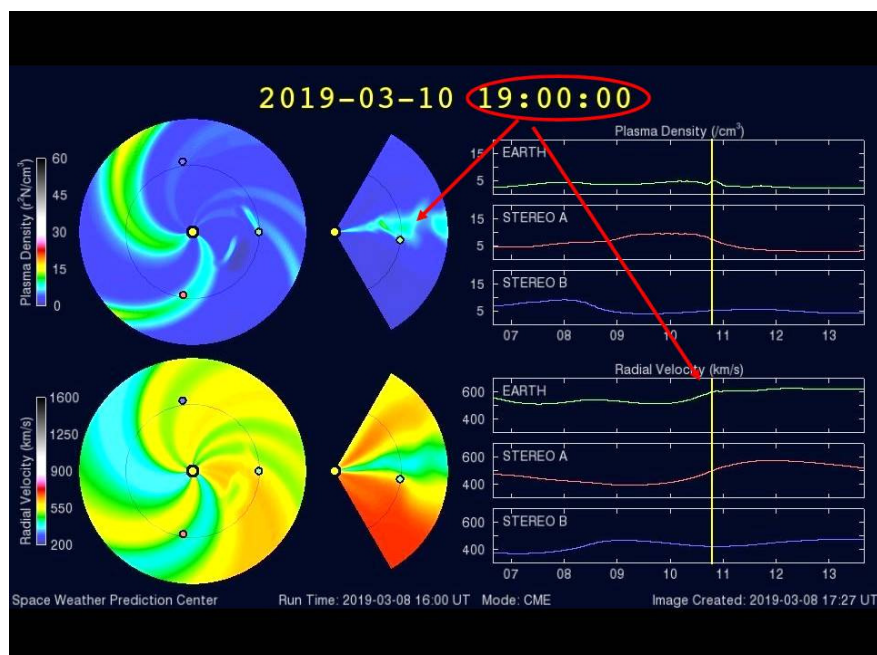 2019-03-10 19:00:00
Plasma Density (r²N/cm³)
60
45
30
15
0
Plasma Density (/cm³)
EARTH
15
5
STEREO A
15
5
STEREO B
15
5
07 08 09 10 11 12 13
Radial Velocity (km/s)
1600
1250
900
550
200
Radial Velocity (km/s)
EARTH
600
400
STEREO A
600
400
STEREO B
600
400
07 08 09 10 11 12 13
Space Weather Prediction Center Run Time: 2019-03-08 16:00 UT Mode: CME Image Created: 2019-03-08 17:27 UT